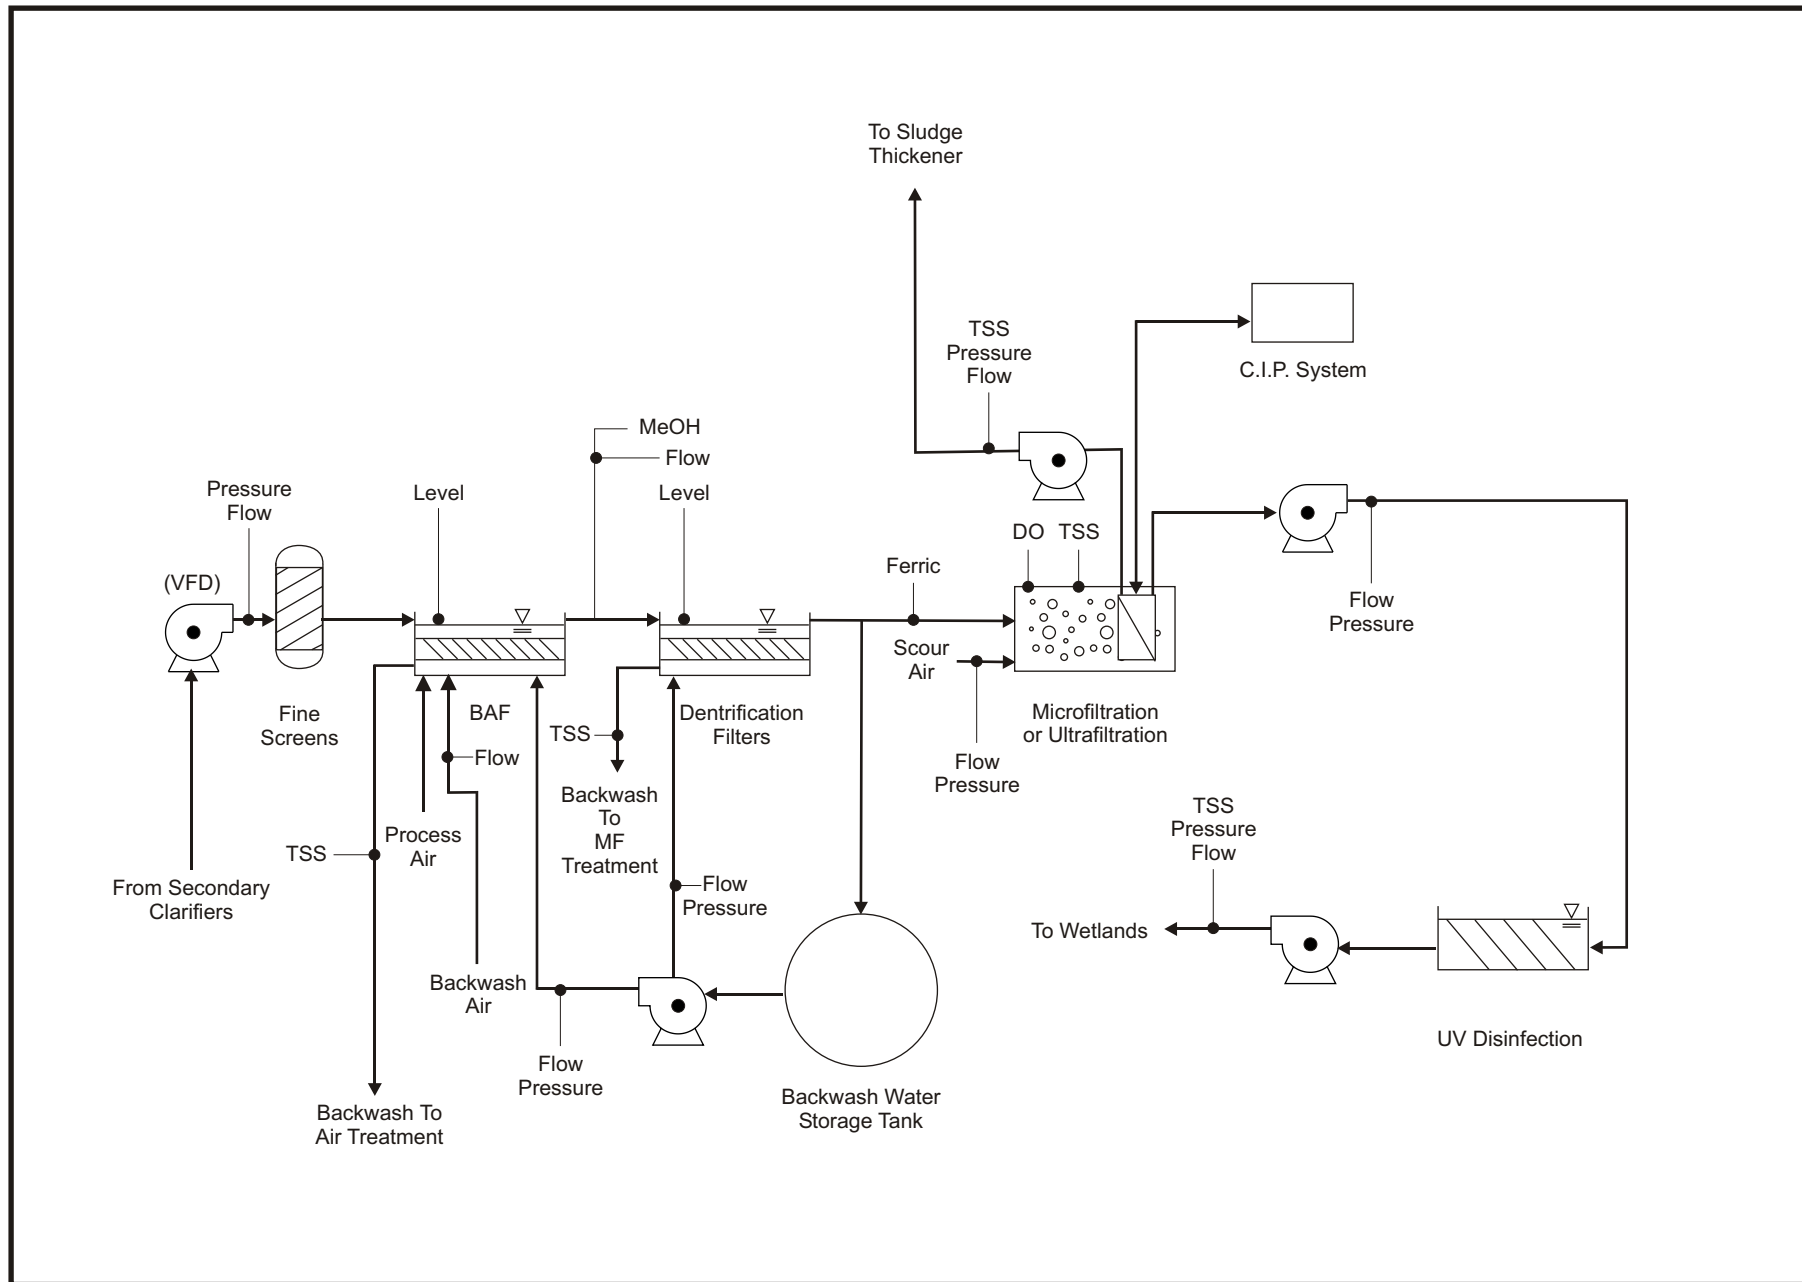 To Sludge
Thickener
TSS
Pressure
Flow
C.I.P. System
MeOH
Flow
Pressure
Flow
Level
Level
(VFD)
DO
TSS
Ferric
Flow
Pressure
Scour
Air
Fine
Screens
BAF
Flow
TSS
Dentrification
Filters
Microfiltration
or Ultrafiltration
Flow
Pressure
Backwash
To
MF
Treatment
Process
Air
TSS
From Secondary
Clarifiers
Flow
Pressure
TSS
Pressure
Flow
To Wetlands
Backwash
Air
Flow
Pressure
UV Disinfection
Backwash To
Air Treatment
Backwash Water
Storage Tank